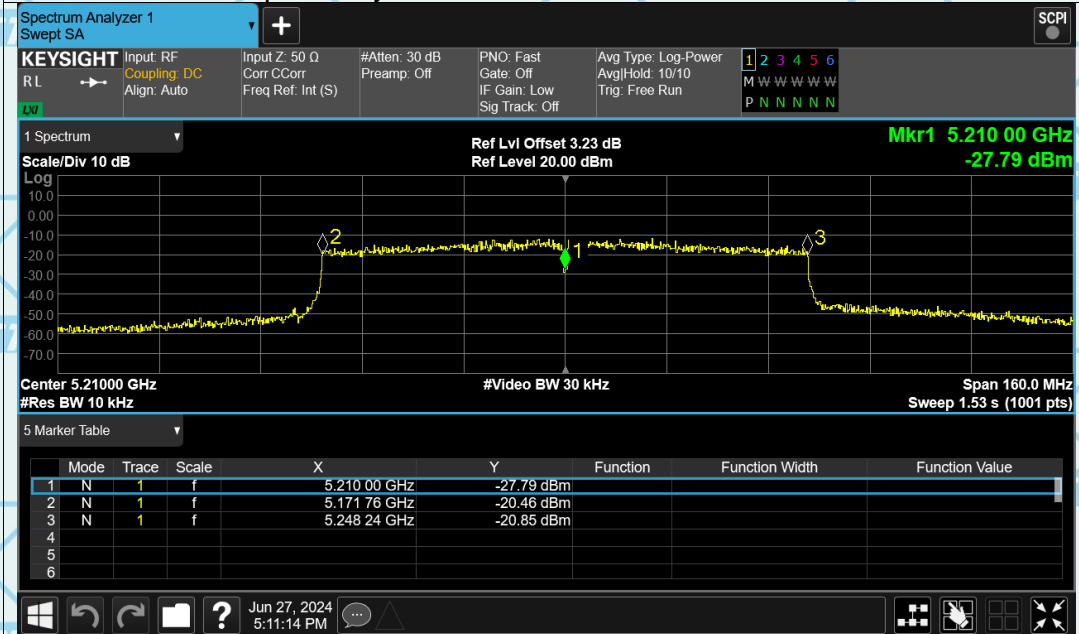 Spectrum Analyzer 1
Swept SA
+
SCPI
KEYSIGHT
RL
LXI
Input: RF
Coupling: DC
Align: Auto
Input Z: 50 Ω
Corr CCorr
Freq Ref: Int (S)
#Atten: 30 dB
Preamp: Off
PNO: Fast
Gate: Off
IF Gain: Low
Sig Track: Off
Avg Type: Log-Power
Avg|Hold: 10/10
Trig: Free Run
1 2 3 4 5 6
M W W W W W
P N N N N N
1 Spectrum
Scale/Div 10 dB
Ref Lvl Offset 3.23 dB
Ref Level 20.00 dBm
Mkr1 5.210 00 GHz
-27.79 dBm
Log
10.0
0.00
-10.0
-20.0
-30.0
-40.0
-50.0
-60.0
-70.0
2
1
3
Center 5.21000 GHz
#Video BW 30 kHz
Span 160.0 MHz
#Res BW 10 kHz
Sweep 1.53 s (1001 pts)
5 Marker Table
Mode Trace Scale X Y Function Function Width Function Value
1 N 1 f 5.210 00 GHz -27.79 dBm
2 N 1 f 5.171 76 GHz -20.46 dBm
3 N 1 f 5.248 24 GHz -20.85 dBm
4
5
6
?
Jun 27, 2024
5:11:14 PM